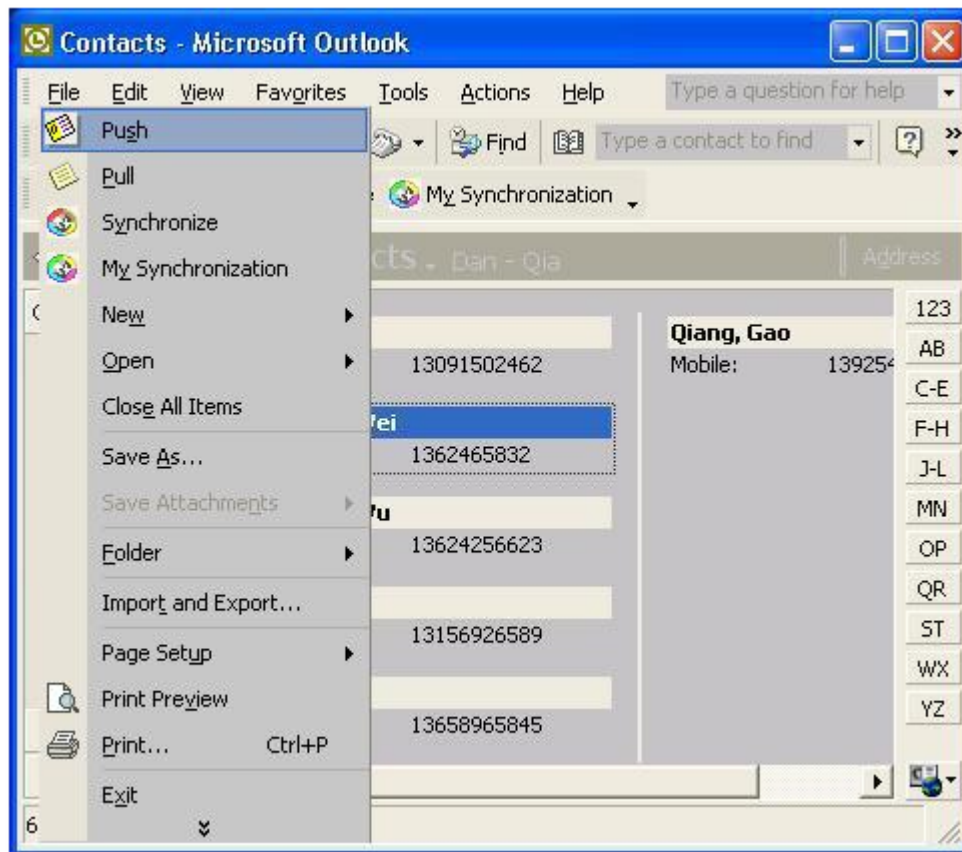 Contacts - Microsoft Outlook
File Edit View Favorites Tools Actions Help Type a question for help
Push
Find Type a contact to find
Pull
My Synchronization
Synchronize
cts . Dan - Qia Address
My Synchronization
New
123
Qiang, Gao
Open
13091502462 Mobile: 139254
AB
C-E
Close All Items
'ei
F-H
Save As...
1362465832
J-L
Save Attachments
'u
MN
Folder
13624256623
OP
Import and Export...
QR
13156926589
ST
Page Setup
WX
Print Preview
13658965845
YZ
Print... Ctrl+P
Exit
6